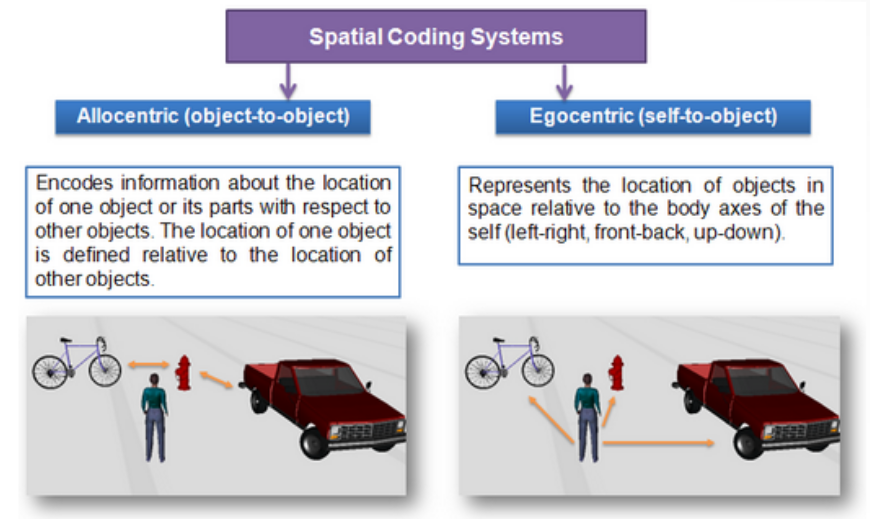 Spatial Coding Systems
Allocentric (object-to-object)
Egocentric (self-to-object)
Encodes information about the location
of one object or its parts with respect to
other objects. The location of one object
is defined relative to the location of
other objects.
Represents the location of objects in
space relative to the body axes of the
self (left-right, front-back, up-down).